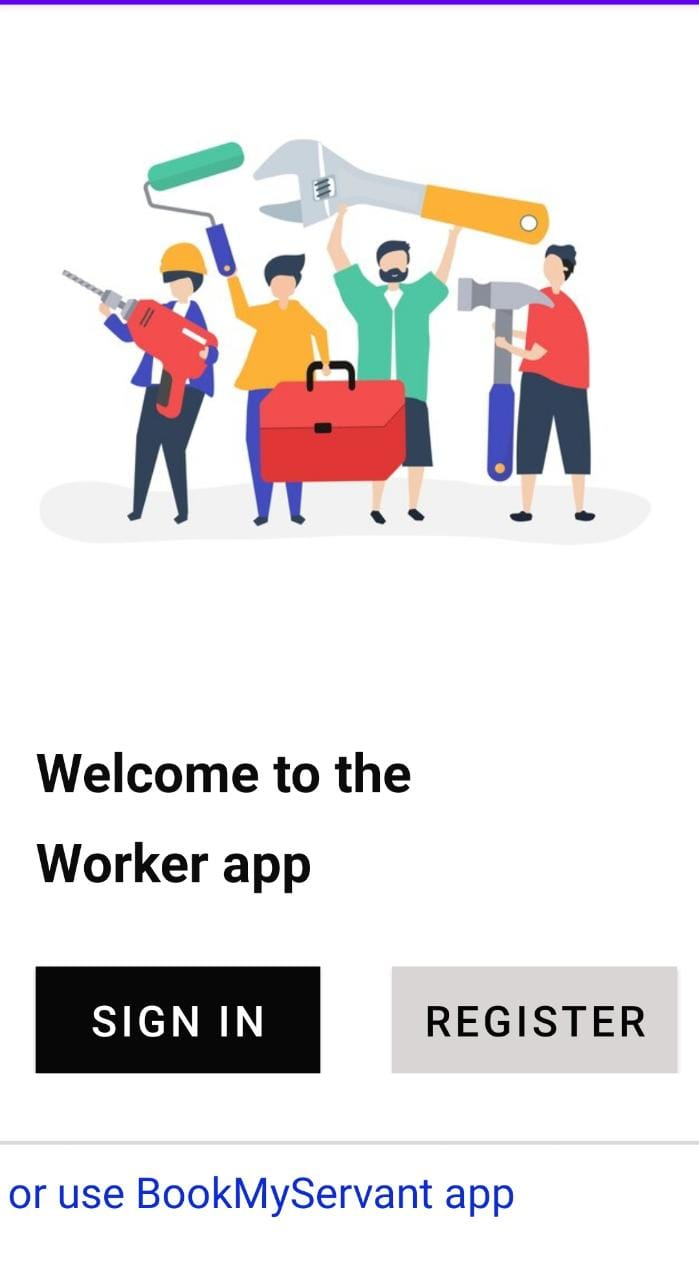 Welcome to the
Worker app
SIGN IN
REGISTER
or use BookMyServant app